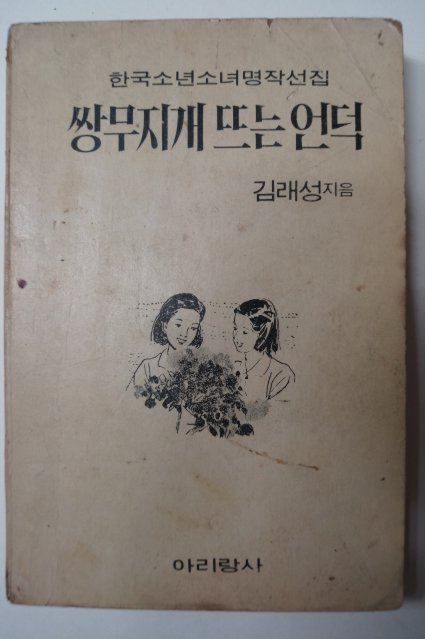 한국소년소녀명작선집
쌍무지개 뜨는 언덕
김래성 지음
아리랑사